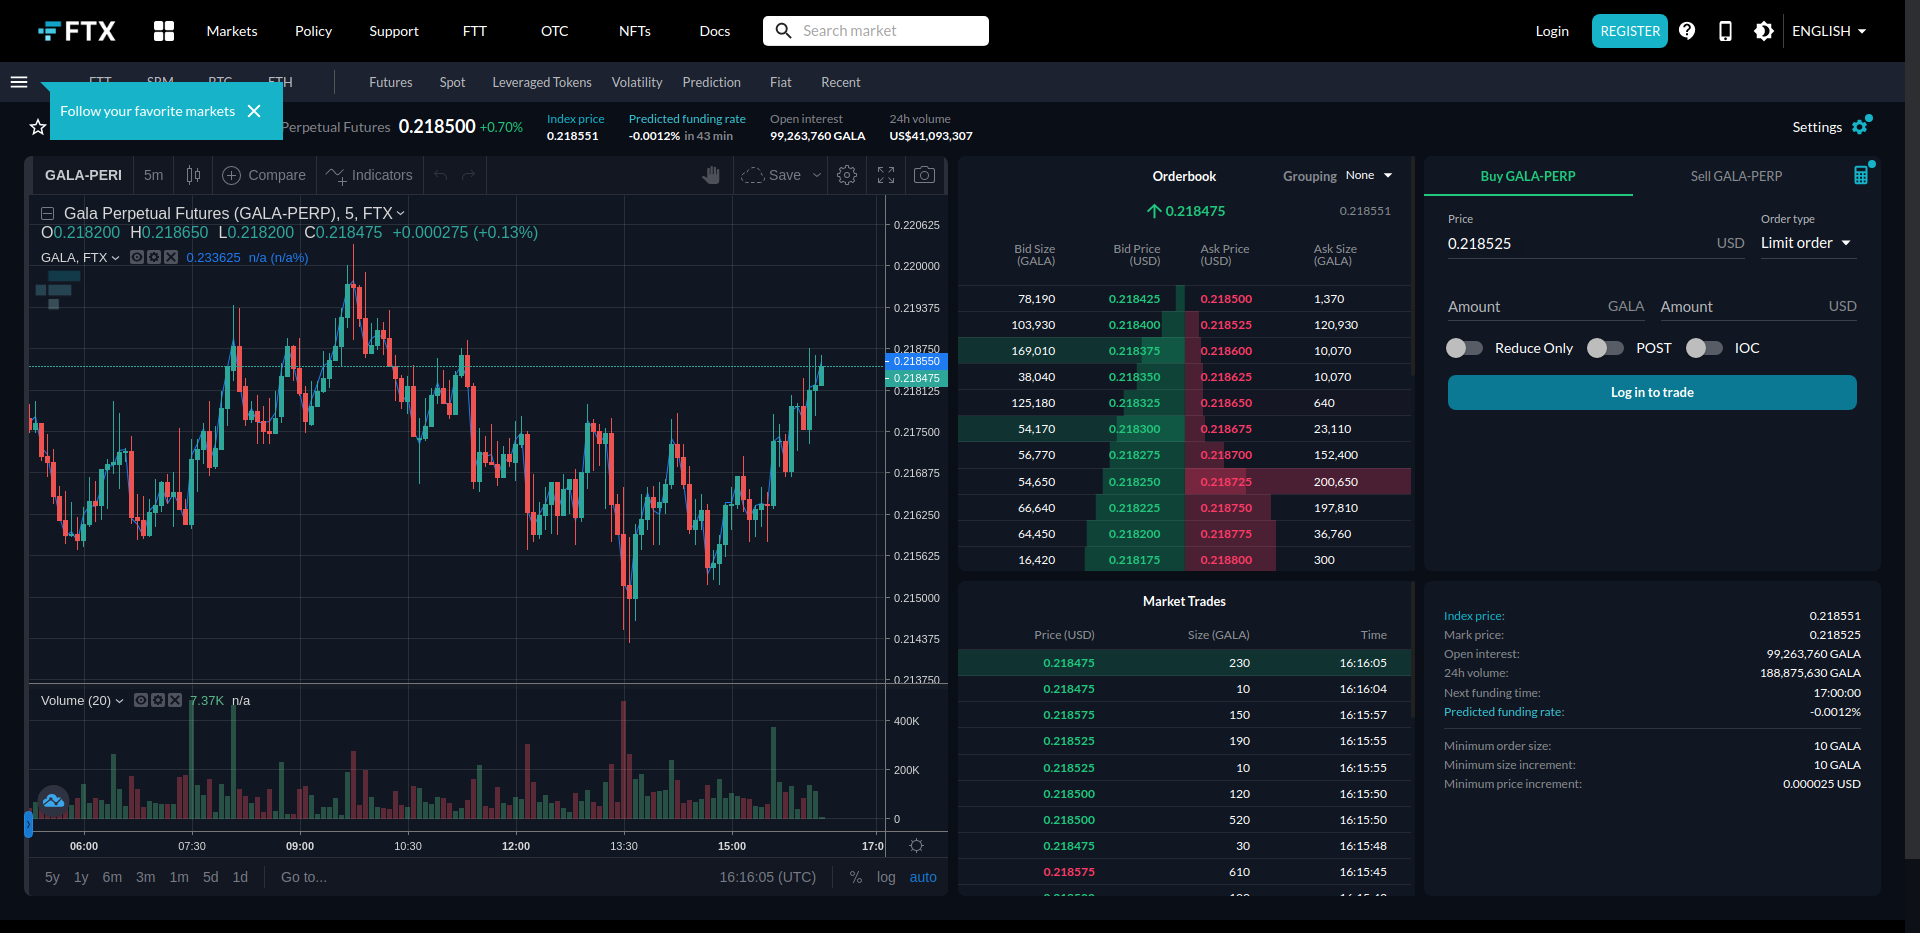 FTX
Markets Policy Support FTT OTC NFTs Docs Search market Login REGISTER ENGLISH
Futures Spot Leveraged Tokens Volatility Prediction Fiat Recent
Follow your favorite markets
Perpetual Futures 0.218500 +0.70%
Index price
0.218551
Predicted funding rate
-0.0012% in 43 min
Open interest
99,263,760 GALA
24h volume
US$41,093,307
Settings
GALA-PERI 5m Compare Indicators Save
Gala Perpetual Futures (GALA-PERP), 5, FTX
O0.218200 H0.218650 L0.218200 C0.218475 +0.000275 (+0.13%)
GALA, FTX 0.233625 n/a (n/a%)
0.220625
0.220000
0.219375
0.218750
0.218550
0.218475
0.218125
0.217500
0.216875
0.216250
0.215625
0.215000
0.214375
0.213750
Volume (20) 7.37K n/a
400K
200K
0
06:00 07:30 09:00 10:30 12:00 13:30 15:00 17:0
5y 1y 6m 3m 1m 5d 1d Go to... 16:16:05 (UTC) % log auto
Orderbook Grouping None
0.218475 0.218551
Bid Size (GALA) Bid Price (USD) Ask Price (USD) Ask Size (GALA)
78,190 0.218425 0.218500 1,370
103,930 0.218400 0.218525 120,930
169,010 0.218375 0.218600 10,070
38,040 0.218350 0.218625 10,070
125,180 0.218325 0.218650 640
54,170 0.218300 0.218675 23,110
56,770 0.218275 0.218700 152,400
54,650 0.218250 0.218725 200,650
66,640 0.218225 0.218750 197,810
64,450 0.218200 0.218775 36,760
16,420 0.218175 0.218800 300
Market Trades
Price (USD) Size (GALA) Time
0.218475 230 16:16:05
0.218475 10 16:16:04
0.218575 150 16:15:57
0.218525 190 16:15:55
0.218525 10 16:15:55
0.218500 120 16:15:50
0.218500 520 16:15:50
0.218475 30 16:15:48
0.218575 610 16:15:45
Buy GALA-PERP Sell GALA-PERP
Price Order type
0.218525 USD Limit order
Amount GALA Amount USD
Reduce Only POST IOC
Log in to trade
Index price: 0.218551
Mark price: 0.218525
Open interest: 99,263,760 GALA
24h volume: 188,875,630 GALA
Next funding time: 17:00:00
Predicted funding rate: -0.0012%
Minimum order size: 10 GALA
Minimum size increment: 10 GALA
Minimum price increment: 0.000025 USD